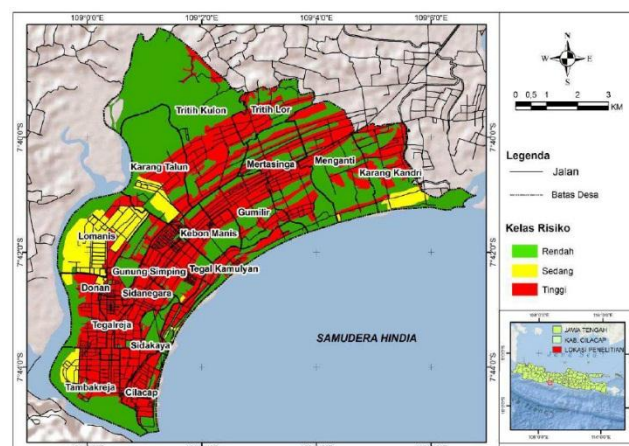 109°0'0"E
109°2'0"E
109°4'0"E
109°6'0"E
7°40'0"S
7°42'0"S
7°44'0"S
Tritih Kulon
Tritih Lor
Karang Talun
Mertasinga
Menganti
Karang Kandri
Gumilir
Lomanis
Kebon Manis
Gunung Simping
Tegal Kamulyan
Donan
Sidanegara
Tegalreja
Sidakaya
SAMUDERA HINDIA
Tambakreja
Cilacap
N
W
E
S
0
0,5
1
2
3
KM
Legenda
Jalan
Batas Desa
Kelas Risiko
Rendah
Sedang
Tinggi
JAWA TENGAH
KAB. CILACAP
LOKASI PENELITIAN